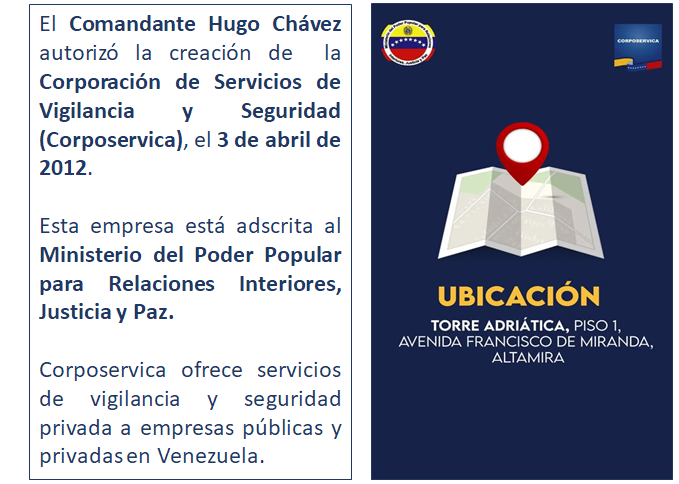 El Comandante Hugo Chávez
autorizó la creación de la
Corporación de Servicios de
Vigilancia y Seguridad
(Corposervica), el 3 de abril de
2012.
Esta empresa está adscrita al
Ministerio del Poder Popular
para Relaciones Interiores,
Justicia y Paz.
Corposervica ofrece servicios
de vigilancia y seguridad
privada a empresas públicas y
privadas en Venezuela.
CORPOSERVICA
UBICACIÓN
TORRE ADRIÁTICA, PISO 1,
AVENIDA FRANCISCO DE MIRANDA,
ALTAMIRA